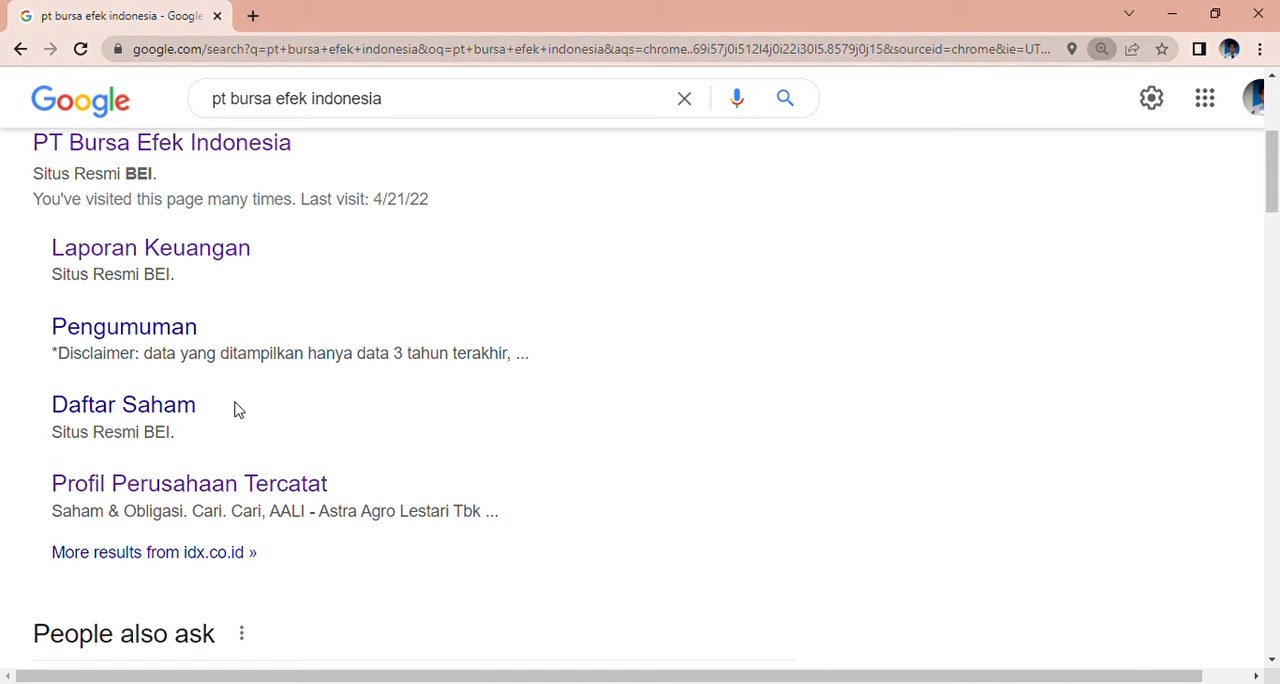 pt bursa efek indonesia - Google
google.com/search?q=pt+bursa+efek+indonesia&oq=pt+bursa+efek+indonesia&aqs=chrome..69i57j0i512l4j0i22i30l5.8579j0j15&sourceid=chrome&ie=UT...
Google
pt bursa efek indonesia
PT Bursa Efek Indonesia
Situs Resmi BEI.
You've visited this page many times. Last visit: 4/21/22
Laporan Keuangan
Situs Resmi BEI.
Pengumuman
*Disclaimer: data yang ditampilkan hanya data 3 tahun terakhir, ...
Daftar Saham
Situs Resmi BEI.
Profil Perusahaan Tercatat
Saham & Obligasi. Cari. Cari, AALI - Astra Agro Lestari Tbk ...
More results from idx.co.id »
People also ask